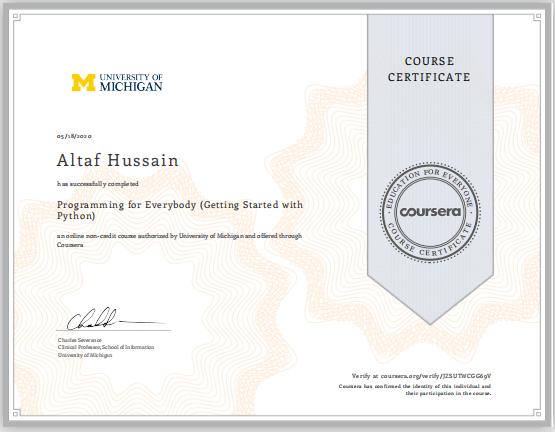 COURSE
CERTIFICATE
UNIVERSITY OF
MICHIGAN
05/18/2020
Altaf Hussain
has successfully completed
Programming for Everybody (Getting Started with
Python)
an online non-credit course authorized by University of Michigan and offered through
Coursera
EDUCATION FOR EVERYONE
coursera
COURSE CERTIFICATE
Charles Severance
Clinical Professor, School of Information
University of Michigan
Verify at coursera.org/verify/JZSUTWCGG69V
Coursera has confirmed the identity of this individual and
their participation in the course.